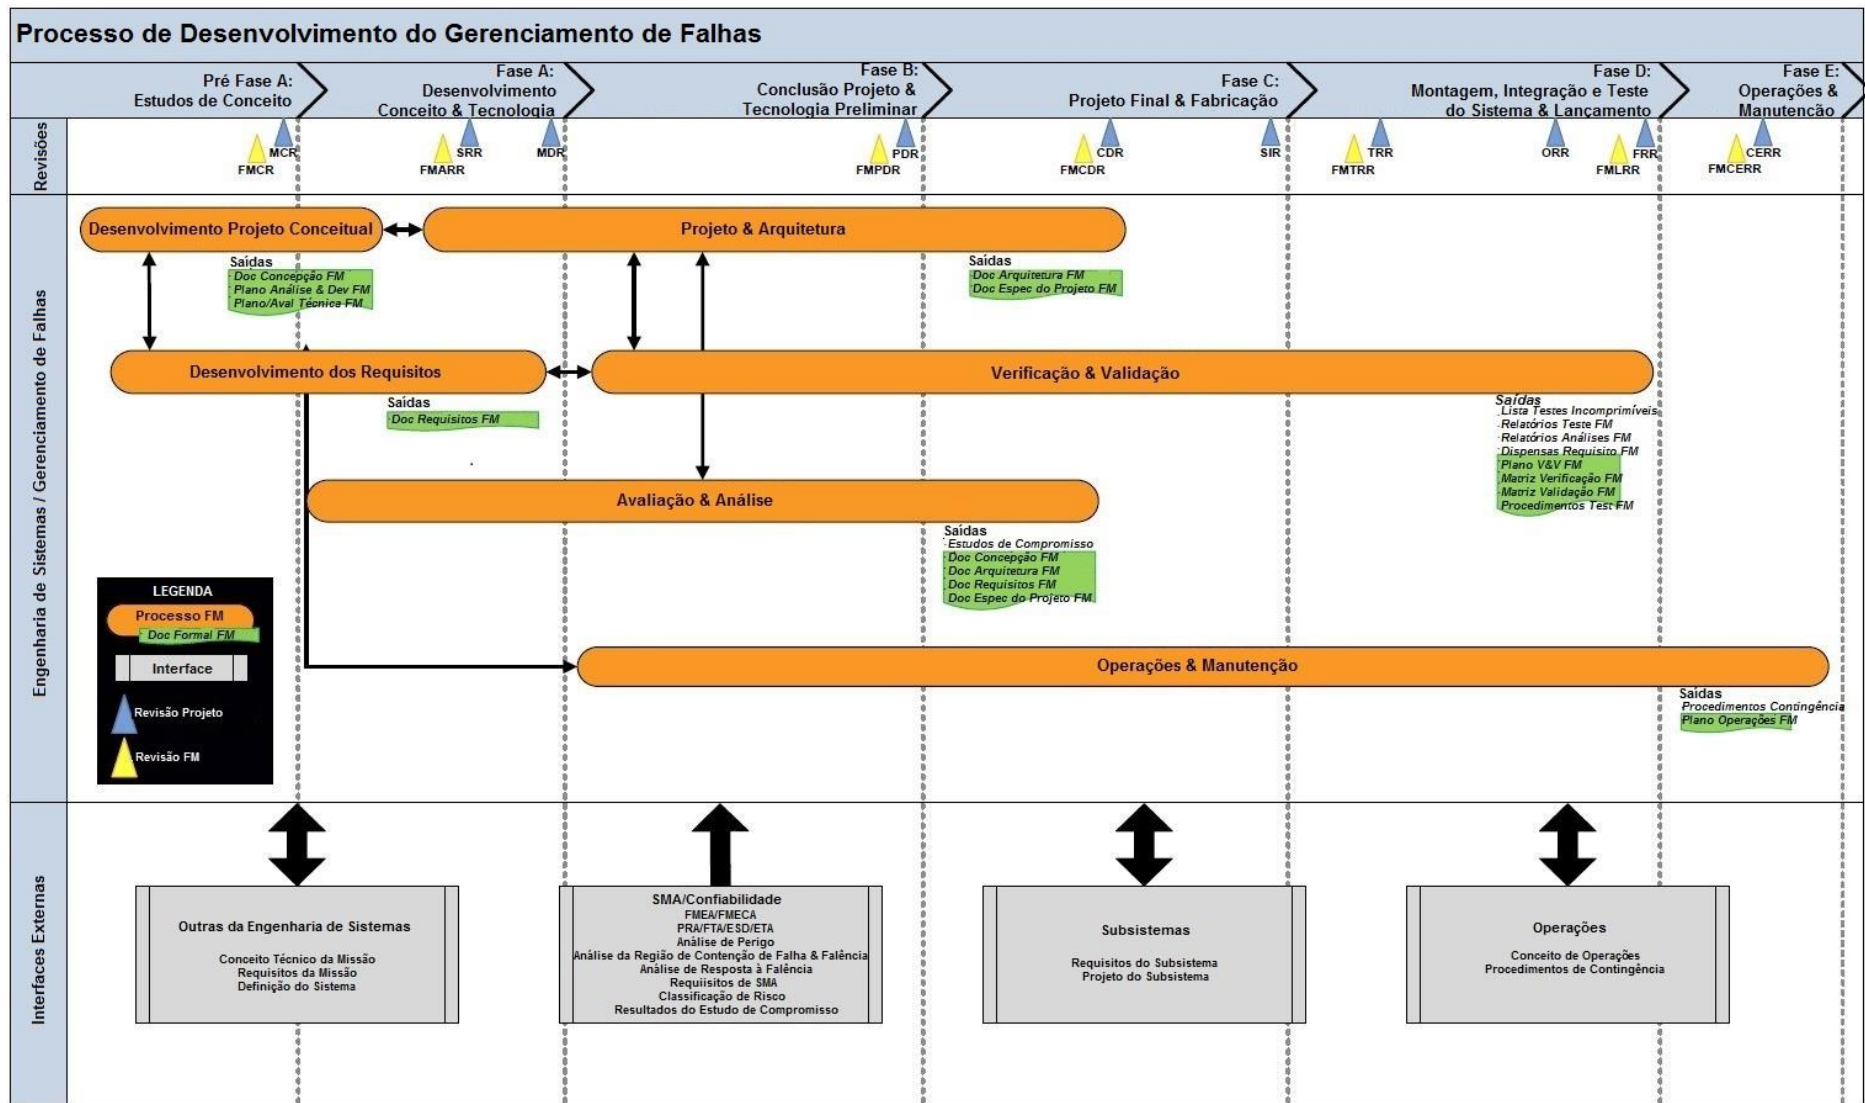 Processo de Desenvolvimento do Gerenciamento de Falhas
Pré Fase A:
Estudos de Conceito
Fase A:
Desenvolvimento
Conceito & Tecnologia
Fase B:
Conclusão Projeto &
Tecnologia Preliminar
Fase C:
Projeto Final & Fabricação
Fase D:
Montagem, Integração e Teste
do Sistema & Lançamento
Fase E:
Operações &
Manutencão
Revisões
MCR
FMCR
SRR
FMARR
MDR
PDR
FMPDR
CDR
FMCDR
SIR
TRR
FMTRR
ORR
FRR
FMLRR
CERR
FMCERR
Engenharia de Sistemas / Gerenciamento de Falhas
Desenvolvimento Projeto Conceitual
Saídas
Doc Concepção FM
Plano Análise & Dev FM
Plano/Aval Técnica FM
Projeto & Arquitetura
Saídas
Doc Arquitetura FM
Doc Espec do Projeto FM
Desenvolvimento dos Requisitos
Saídas
Doc Requisitos FM
Verificação & Validação
Saídas
Lista Testes Incomprimíveis
Relatórios Teste FM
Relatórios Análises FM
Dispensas Requisito FM
Plano V&V FM
Matriz Verificação FM
Matriz Validação FM
Procedimentos Test FM
Avaliação & Análise
Saídas
Estudos de Compromisso
Doc Concepção FM
Doc Arquitetura FM
Doc Requisitos FM
Doc Espec do Projeto FM
LEGENDA
Processo FM
Doc Formal FM
Interface
Revisão Projeto
Revisão FM
Operações & Manutenção
Saídas
Procedimentos Contingência
Plano Operações FM
Interfaces Externas
Outras da Engenharia de Sistemas
Conceito Técnico da Missão
Requisitos da Missão
Definição do Sistema
SMA/Confiabilidade
FMEA/FMECA
PRA/FTA/ESD/ETA
Análise de Perigo
Análise da Região de Contenção de Falha & Falência
Análise de Resposta à Falência
Requiisitos de SMA
Classificação de Risco
Resultados do Estudo de Compromisso
Subsistemas
Requisitos do Subsistema
Projeto do Subsistema
Operações
Conceito de Operações
Procedimentos de Contingência